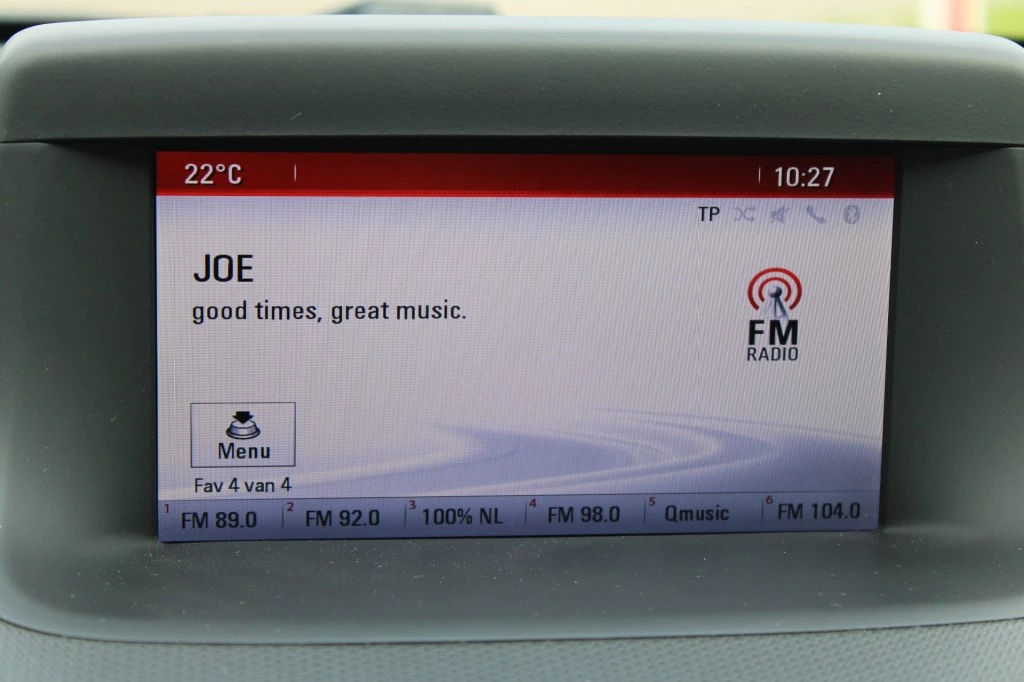 22°C 10:27
TP
JOE
good times, great music.
FM
RADIO
Menu
Fav 4 van 4
1 FM 89.0 2 FM 92.0 3 100% NL 4 FM 98.0 5 Qmusic 6 FM 104.0